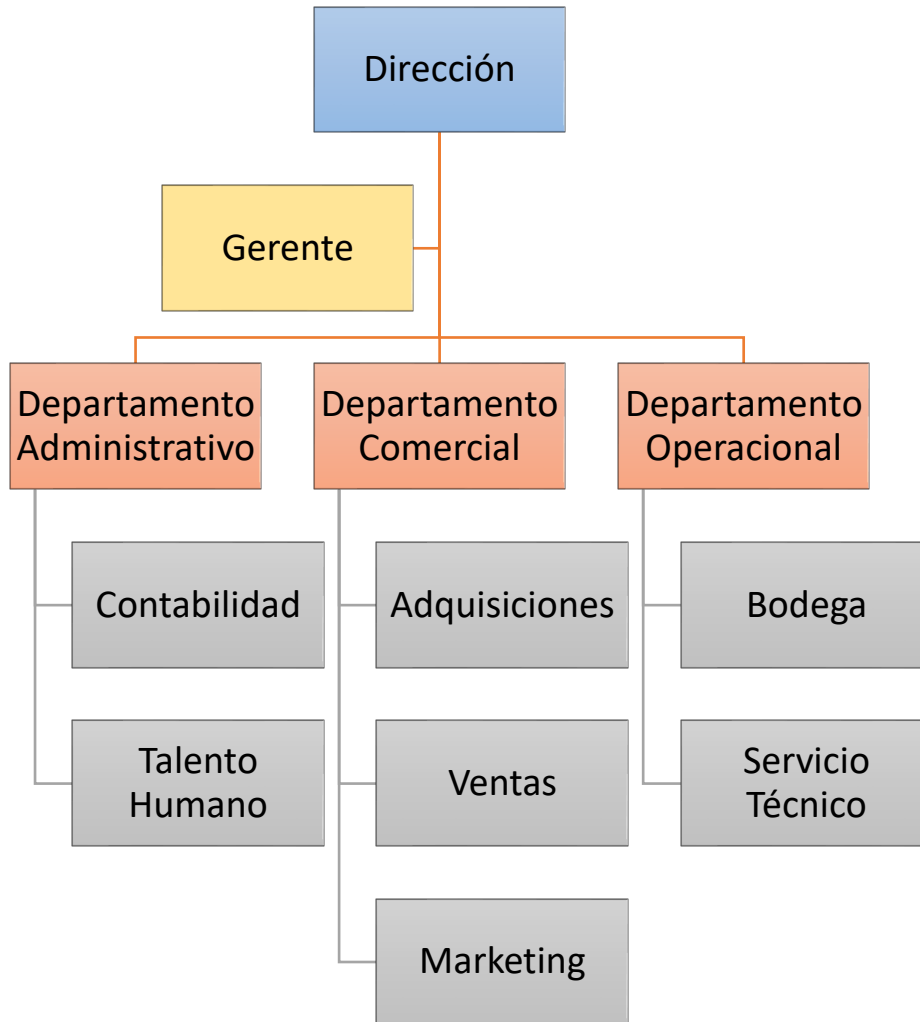 Dirección
Gerente
Departamento
Administrativo
Departamento
Comercial
Departamento
Operacional
Contabilidad
Adquisiciones
Bodega
Talento
Humano
Ventas
Servicio
Técnico
Marketing